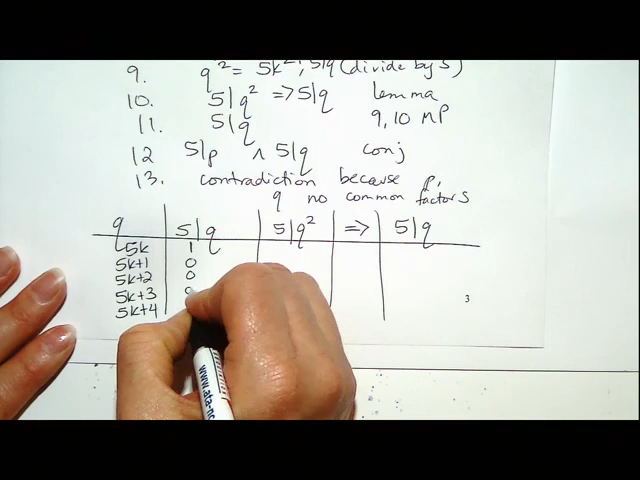 9. q² = 5k²; 5|q (divide by 5)
10. 5|q² => 5|q lemma
11. 5|q 9, 10 MP
12 5|p ∧ 5|q conj
13. contradiction because p,
q no common factors
q 5|q 5|q² => 5|q
5k 1
5k+1 0
5k+2 0
5k+3 0
5k+4
3
www.ata-